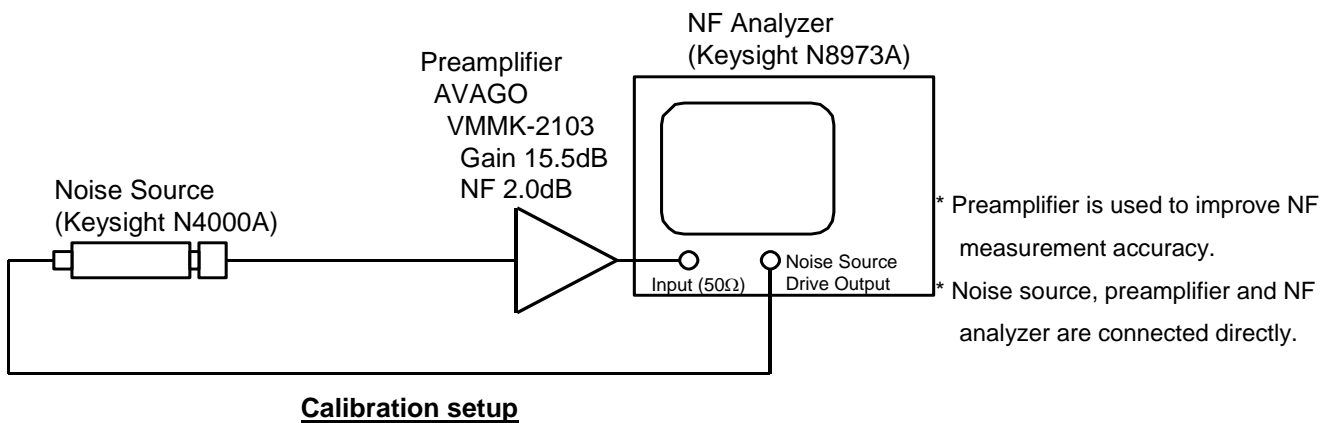 NF Analyzer
(Keysight N8973A)
Preamplifier
AVAGO
VMMK-2103
Gain 15.5dB
NF 2.0dB
Noise Source
(Keysight N4000A)
Input (50Ω)
Noise Source
Drive Output
* Preamplifier is used to improve NF
measurement accuracy.
* Noise source, preamplifier and NF
analyzer are connected directly.
Calibration setup